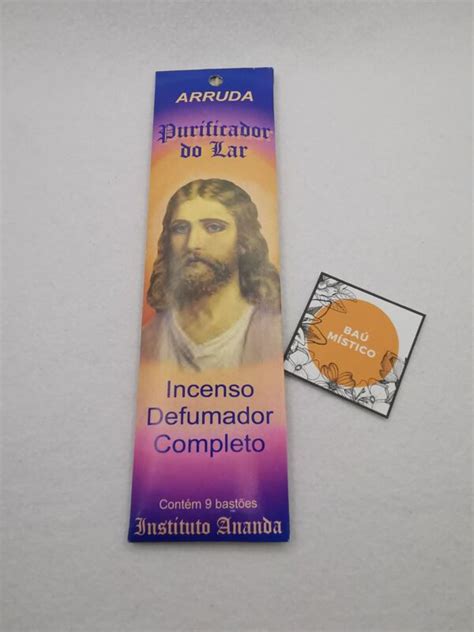 ARRUDA
Purificador
do Lar
Incenso
Defumador
Completo
Contém 9 bastões
Instituto Ananda
BAÚ
MÍSTICO